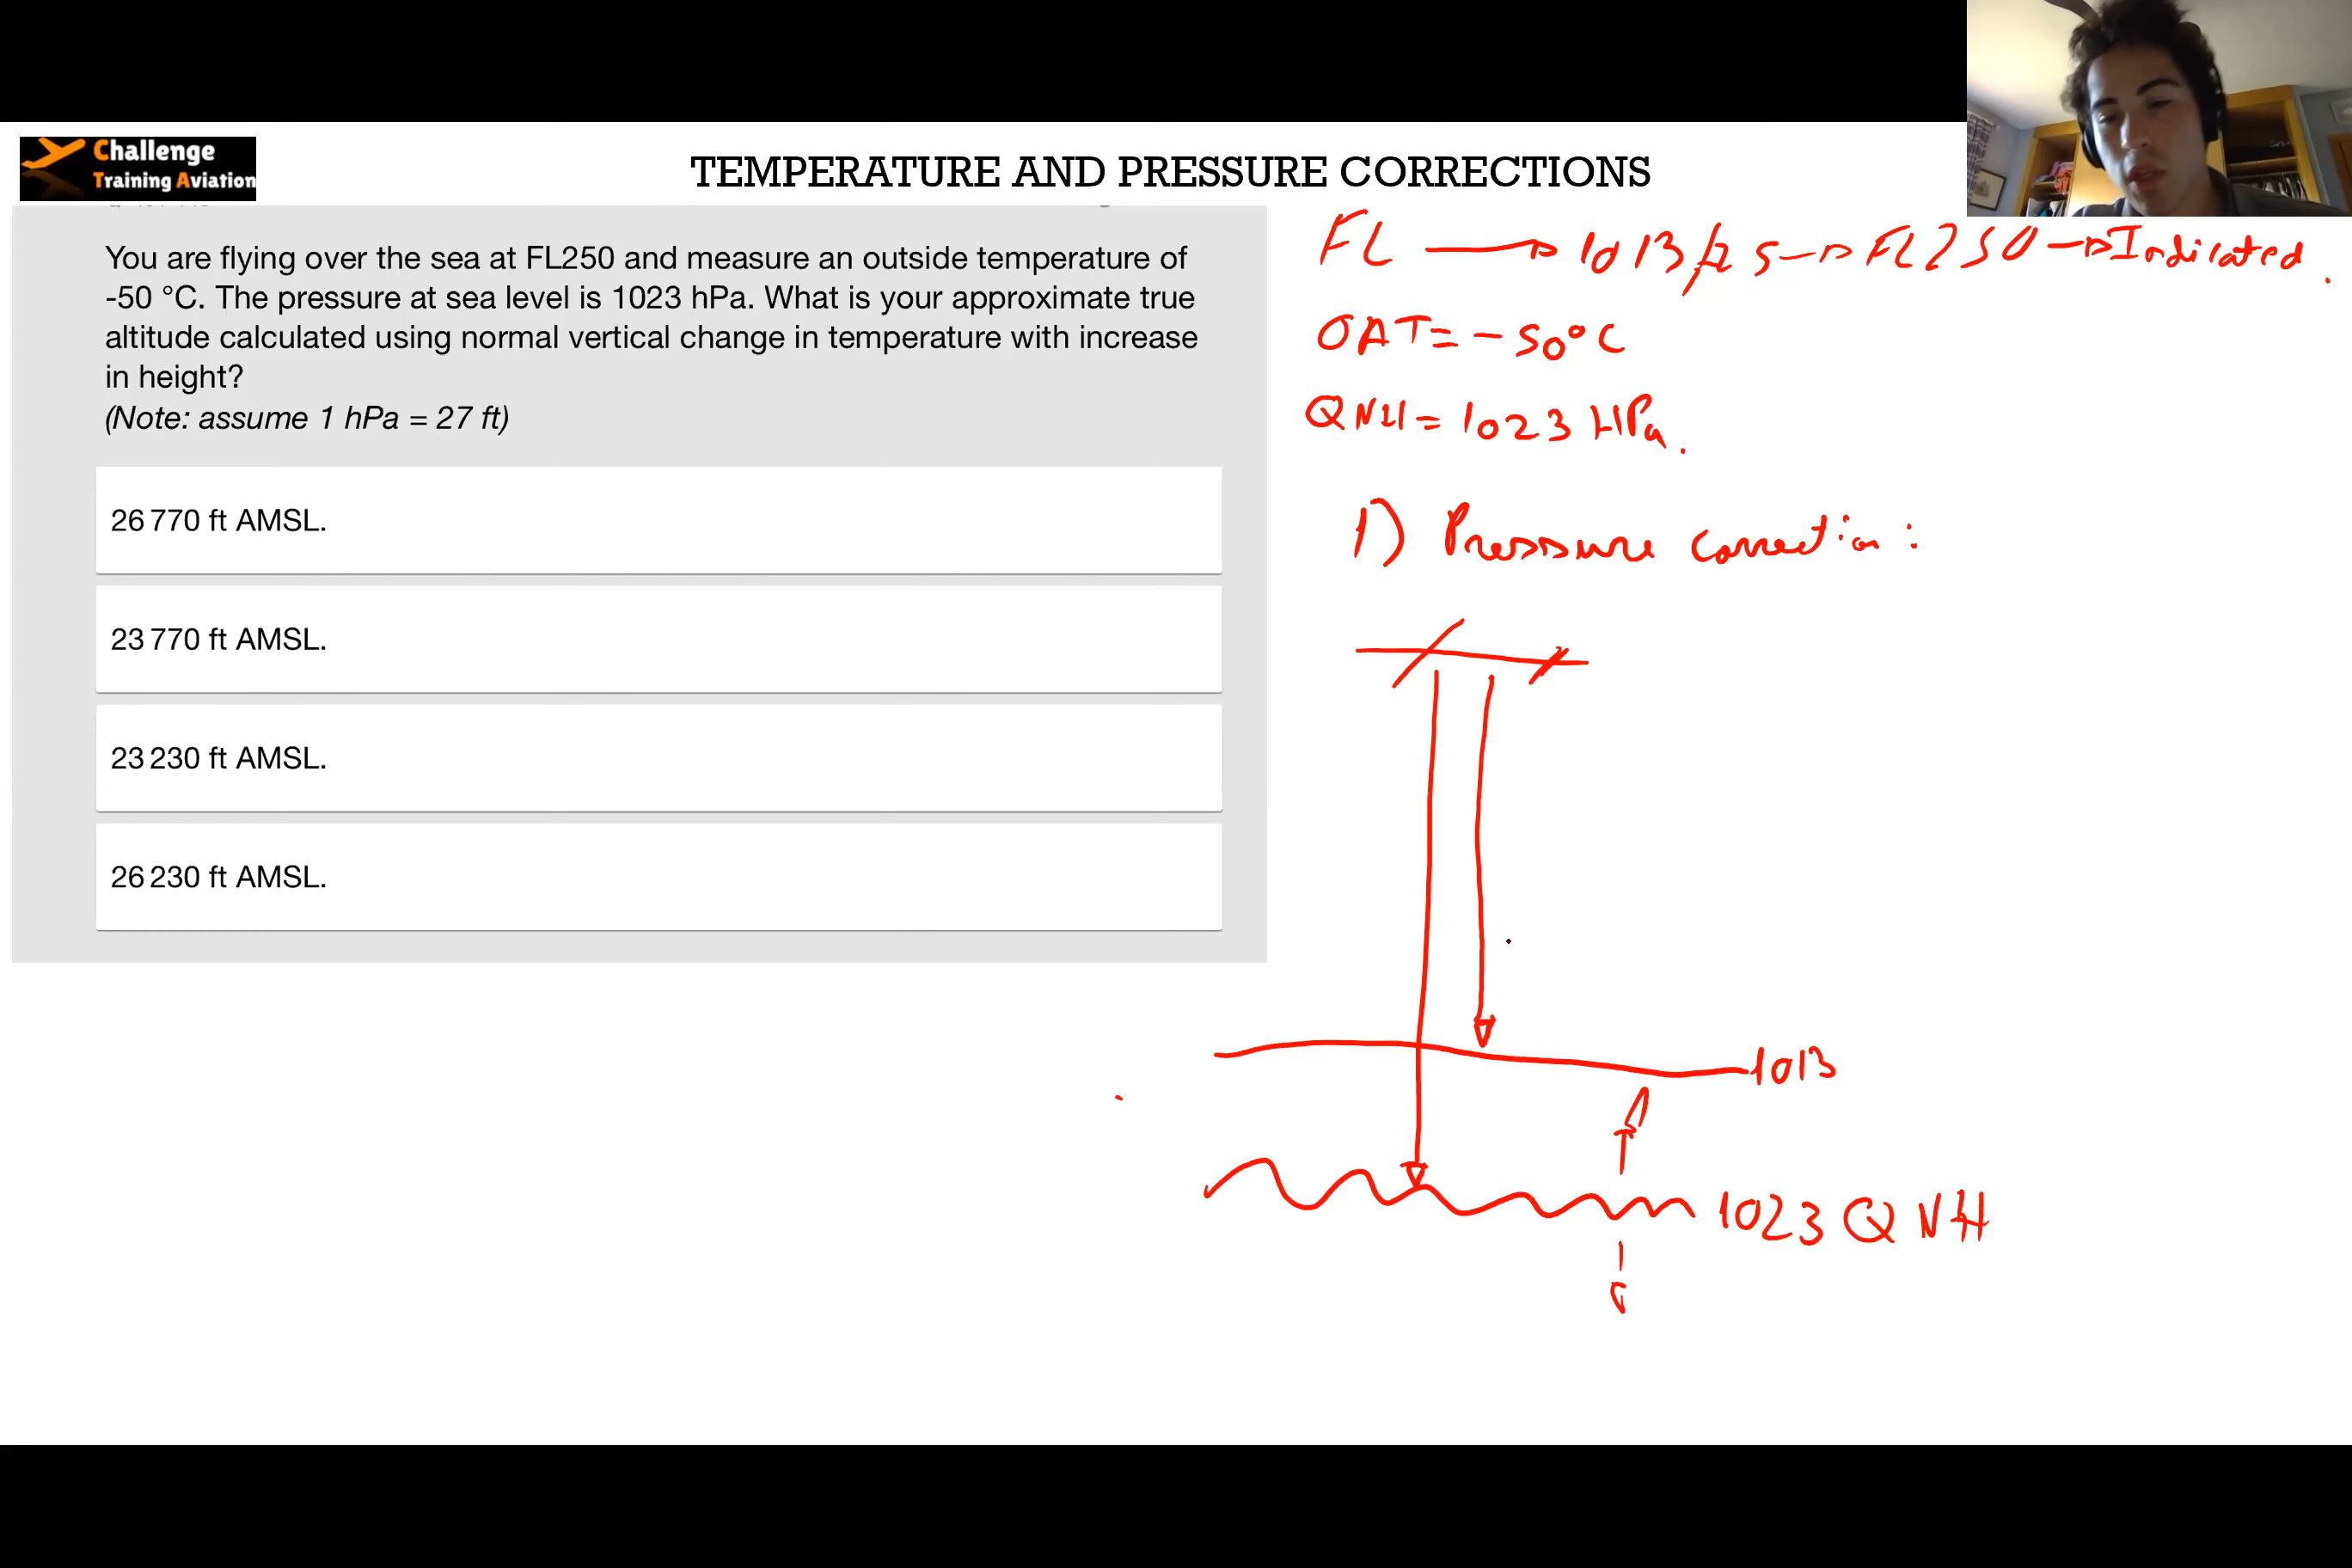 Challenge
Training Aviation
TEMPERATURE AND PRESSURE CORRECTIONS
You are flying over the sea at FL250 and measure an outside temperature of
-50 °C. The pressure at sea level is 1023 hPa. What is your approximate true
altitude calculated using normal vertical change in temperature with increase
in height?
(Note: assume 1 hPa = 27 ft)
26 770 ft AMSL.
23 770 ft AMSL.
23 230 ft AMSL.
26 230 ft AMSL.
FL → 1013,25 → FL250 → Indicated.
OAT = -50°C
QNH = 1023 HPa.
1) Pressure correction:
1013
1023 QNH